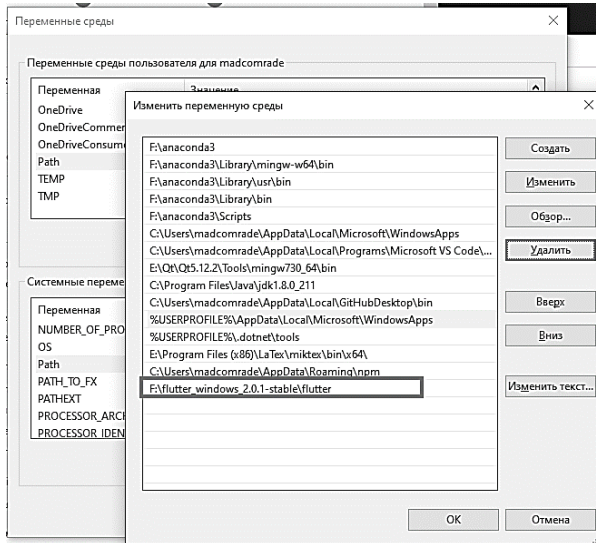 Переменные среды
Переменные среды пользователя для madcomrade
Переменная
Значение
OneDrive
OneDriveCommer
OneDriveConsume
Path
TEMP
TMP
Системные переме
Переменная
NUMBER_OF_PRO
OS
Path
PATH_TO_FX
PATHEXT
PROCESSOR_ARCH
PROCESSOR_IDENT
Изменить переменную среды
F:\anaconda3
F:\anaconda3\Library\mingw-w64\bin
F:\anaconda3\Library\usr\bin
F:\anaconda3\Library\bin
F:\anaconda3\Scripts
C:\Users\madcomrade\AppData\Local\Microsoft\WindowsApps
C:\Users\madcomrade\AppData\Local\Programs\Microsoft VS Code\...
E:\Qt\Qt5.12.2\Tools\mingw730_64\bin
C:\Program Files\Java\jdk1.8.0_211
C:\Users\madcomrade\AppData\Local\GitHubDesktop\bin
%USERPROFILE%\AppData\Local\Microsoft\WindowsApps
%USERPROFILE%\.dotnet\tools
E:\Program Files (x86)\LaTex\miktex\bin\x64\
C:\Users\madcomrade\AppData\Roaming\npm
F:\flutter_windows_2.0.1-stable\flutter
Создать
Изменить
Обзор...
Удалить
Вверх
Вниз
Изменить текст...
OK
Отмена